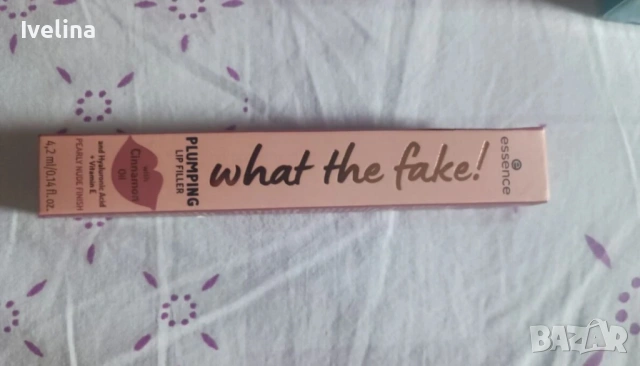 Ivelina
essence
what the fake!
PLUMPING
LIP FILLER
with
Cinnamon
Oil
and Hyaluronic Acid
+ Vitamin E
PEARLY NUDE FINISH
4,2 ml/0.14 fl.oz.
BAZAR